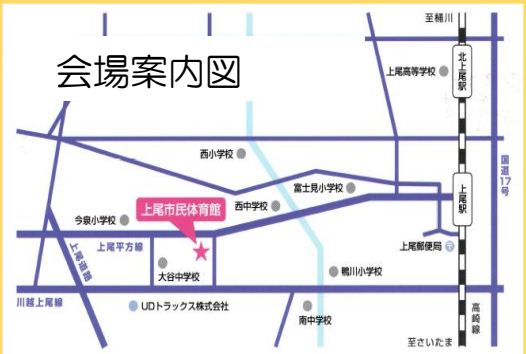 会場案内図
至桶川
北上尾駅
上尾高等学校
国道17号
西小学校
富士見小学校
上尾駅
西中学校
上尾市民体育館
今泉小学校
上尾平方線
上尾道路
上尾郵便局
大谷中学校
鴨川小学校
川越上尾線
UDトラックス株式会社
南中学校
高崎線
至さいたま